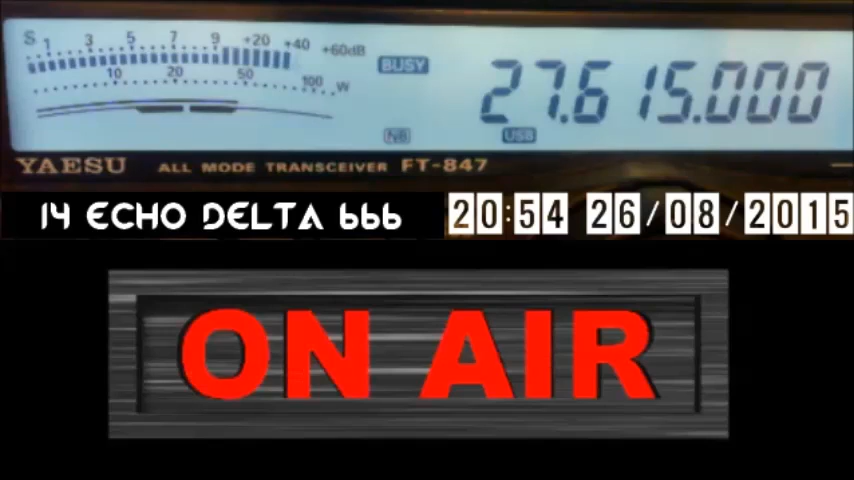 S 1 3 5 7 9 +20 +40 +60dB
10 20 50 100 W
BUSY
27.615.000
NB
USB
YAESU ALL MODE TRANSCEIVER FT-847
14 ECHO DELTA 666 20:54 26/08/2015
ON AIR